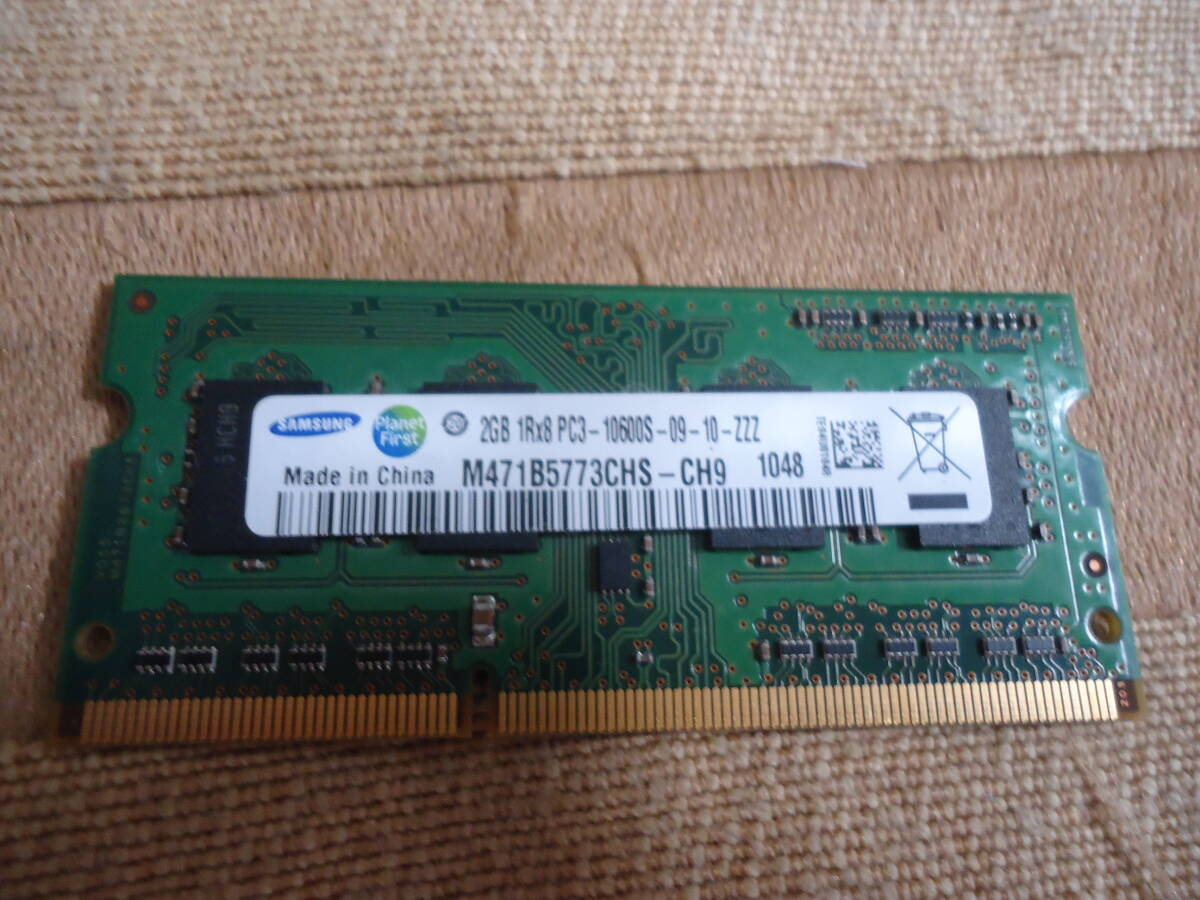 SAMSUNG
Planet First
2GB 1Rx8 PC3-10600S-09-10-ZZZ
Made in China M471B5773CHS-CH9 1048